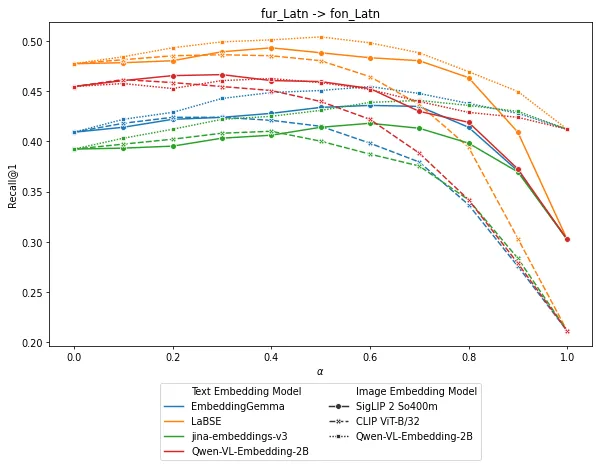 fur_Latn -> fon_Latn
0.50
0.45
0.40
0.35
0.30
0.25
0.20
Recall@1
0.0 0.2 0.4 0.6 0.8 1.0
α
Text Embedding Model Image Embedding Model
EmbeddingGemma SigLIP 2 So400m
LaBSE CLIP ViT-B/32
jina-embeddings-v3 Qwen-VL-Embedding-2B
Qwen-VL-Embedding-2B